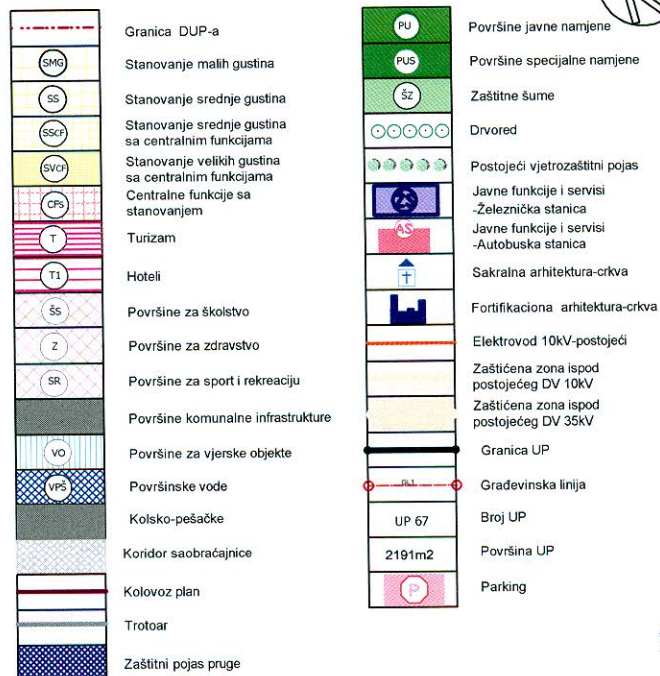 Granica DUP-a
SMG
Stanovanje malih gustina
SS
Stanovanje srednje gustina
SSCF
Stanovanje srednje gustina
sa centralnim funkcijama
SVCF
Stanovanje velikih gustina
sa centralnim funkcijama
CFS
Centralne funkcije sa
stanovanjem
T
Turizam
T1
Hoteli
ŠS
Površine za školstvo
Z
Površine za zdravstvo
SR
Površine za sport i rekreaciju
Površine komunalne infrastrukture
VO
Površine za vjerske objekte
VPŠ
Površinske vode
Kolsko-pešačke
Koridor saobraćajnice
Kolovoz plan
Trotoar
Zaštitni pojas pruge
PU
Površine javne namjene
PUS
Površine specijalne namjene
ŠZ
Zaštitne šume
Drvored
Postojeći vjetrozaštitni pojas
ŽS
Javne funkcije i servisi
-Železnička stanica
AS
Javne funkcije i servisi
-Autobuska stanica
Sakralna arhitektura-crkva
Fortifikaciona arhitektura-crkva
Elektrovod 10kV-postojeći
Zaštićena zona ispod
postojećeg DV 10kV
Zaštićena zona ispod
postojećeg DV 35kV
Granica UP
GL1
Građevinska linija
UP 67
Broj UP
2191m2
Površina UP
P
Parking